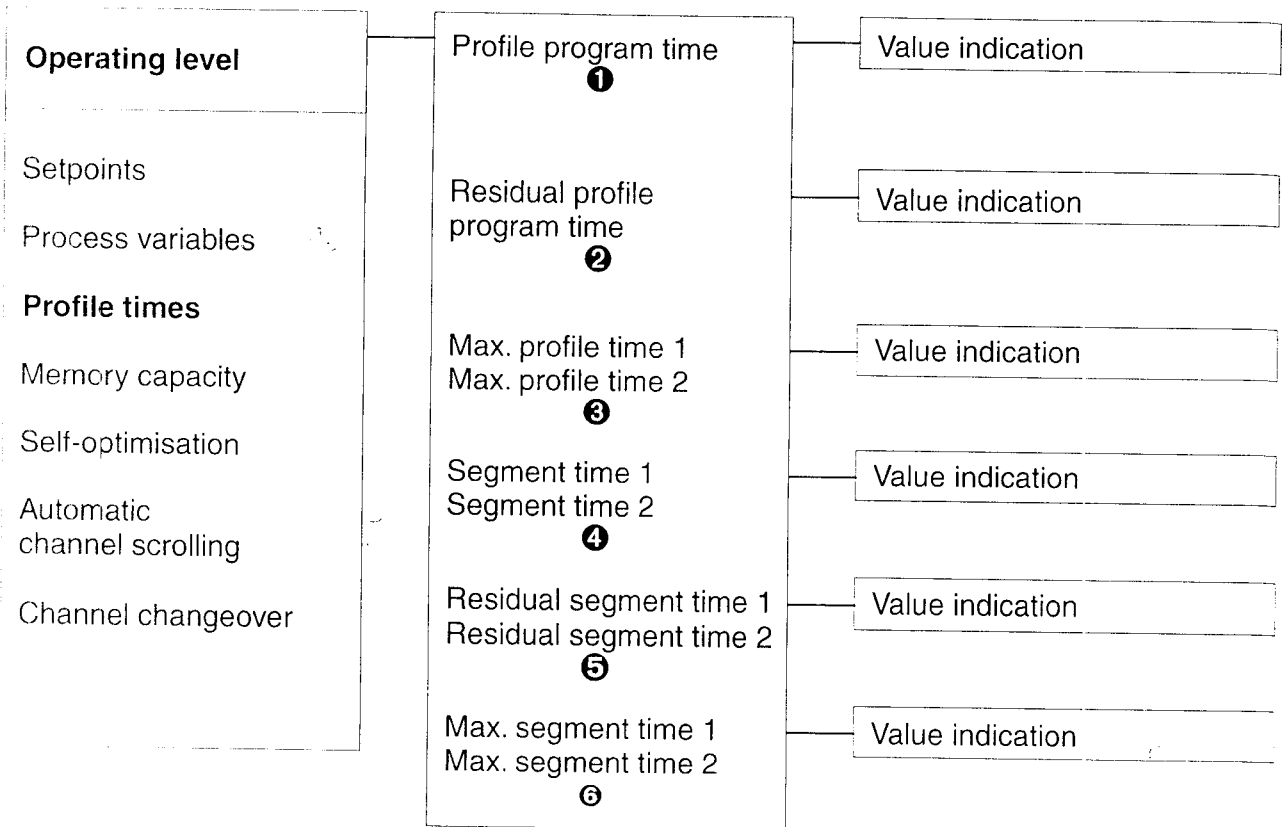 Operating level
Setpoints
Process variables
Profile times
Memory capacity
Self-optimisation
Automatic
channel scrolling
Channel changeover
Profile program time
❶
Residual profile
program time
❷
Max. profile time 1
Max. profile time 2
❸
Segment time 1
Segment time 2
❹
Residual segment time 1
Residual segment time 2
❺
Max. segment time 1
Max. segment time 2
❻
Value indication
Value indication
Value indication
Value indication
Value indication
Value indication